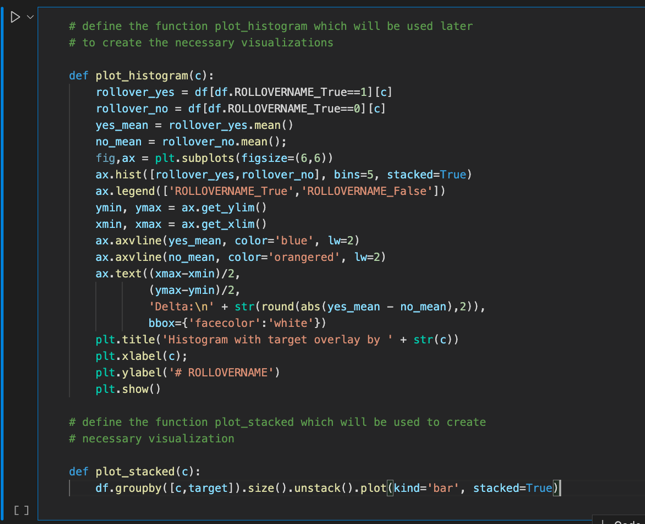 # define the function plot_histogram which will be used later
# to create the necessary visualizations
def plot_histogram(c):
rollover_yes = df[df.ROLLOVERNAME_True==1][c]
rollover_no = df[df.ROLLOVERNAME_True==0][c]
yes_mean = rollover_yes.mean()
no_mean = rollover_no.mean();
fig,ax = plt.subplots(figsize=(6,6))
ax.hist([rollover_yes,rollover_no], bins=5, stacked=True)
ax.legend(['ROLLOVERNAME_True','ROLLOVERNAME_False'])
ymin, ymax = ax.get_ylim()
xmin, xmax = ax.get_xlim()
ax.axvline(yes_mean, color='blue', lw=2)
ax.axvline(no_mean, color='orangered', lw=2)
ax.text((xmax-xmin)/2,
(ymax-ymin)/2,
'Delta:\n' + str(round(abs(yes_mean - no_mean),2)),
bbox={'facecolor':'white'})
plt.title('Histogram with target overlay by ' + str(c))
plt.xlabel(c);
plt.ylabel('# ROLLOVERNAME')
plt.show()
# define the function plot_stacked which will be used to create
# necessary visualization
def plot_stacked(c):
df.groupby([c,target]).size().unstack().plot(kind='bar', stacked=True)
[ ]